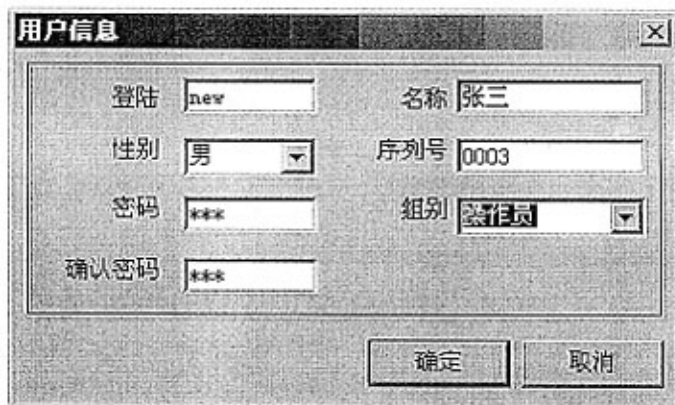 用户信息
登陆 new 名称 张三
性别 男 序列号 0003
密码 *** 组别 操作员
确认密码 ***
确定 取消